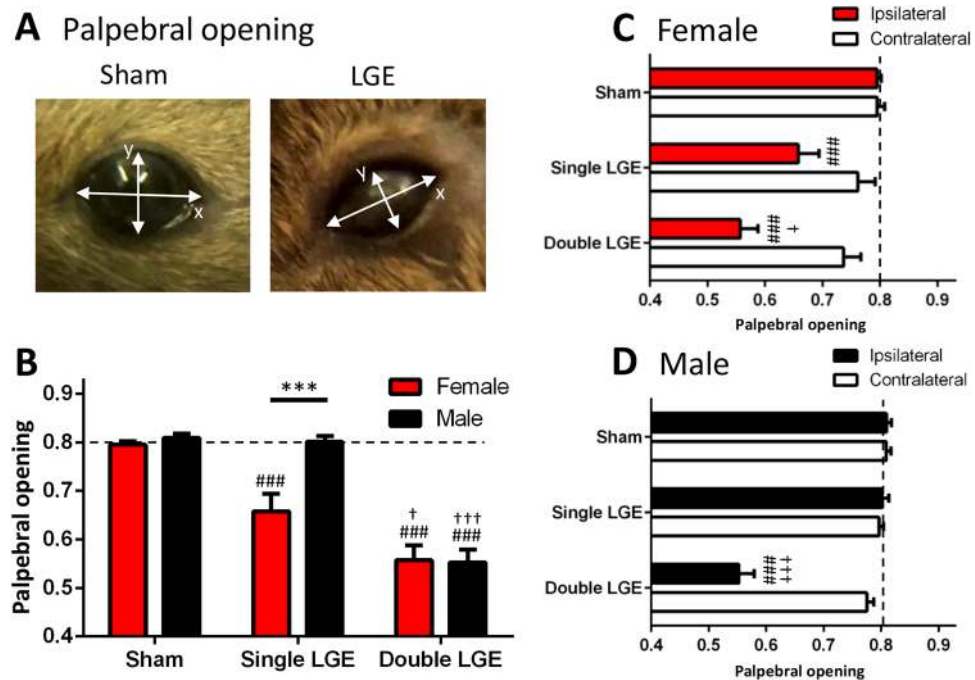 A Palpebral opening
Sham
LGE
y
x
y
x
B
Female
Male
Palpebral opening
0.9
0.8
0.7
0.6
0.5
0.4
***
###
†
###
†††
###
Sham
Single LGE
Double LGE
C Female
Ipsilateral
Contralateral
Sham
Single LGE
Double LGE
###
###
†
0.4
0.5
0.6
0.7
0.8
0.9
Palpebral opening
D Male
Ipsilateral
Contralateral
Sham
Single LGE
Double LGE
###
†††
0.4
0.5
0.6
0.7
0.8
0.9
Palpebral opening